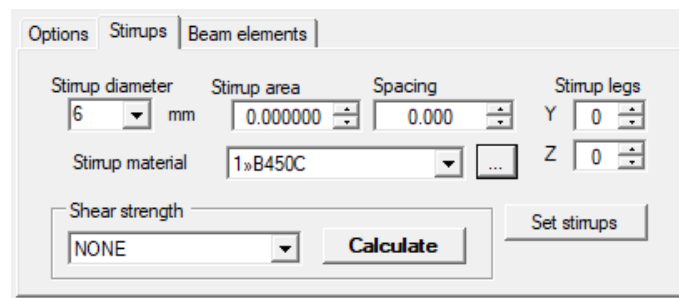 Options Stirrups Beam elements
Stirrup diameter Stirrup area Spacing Stirrup legs
6 mm 0.000000 0.000 Y 0
Stirrup material 1»B450C ... Z 0
Shear strength
NONE Calculate Set stirrups